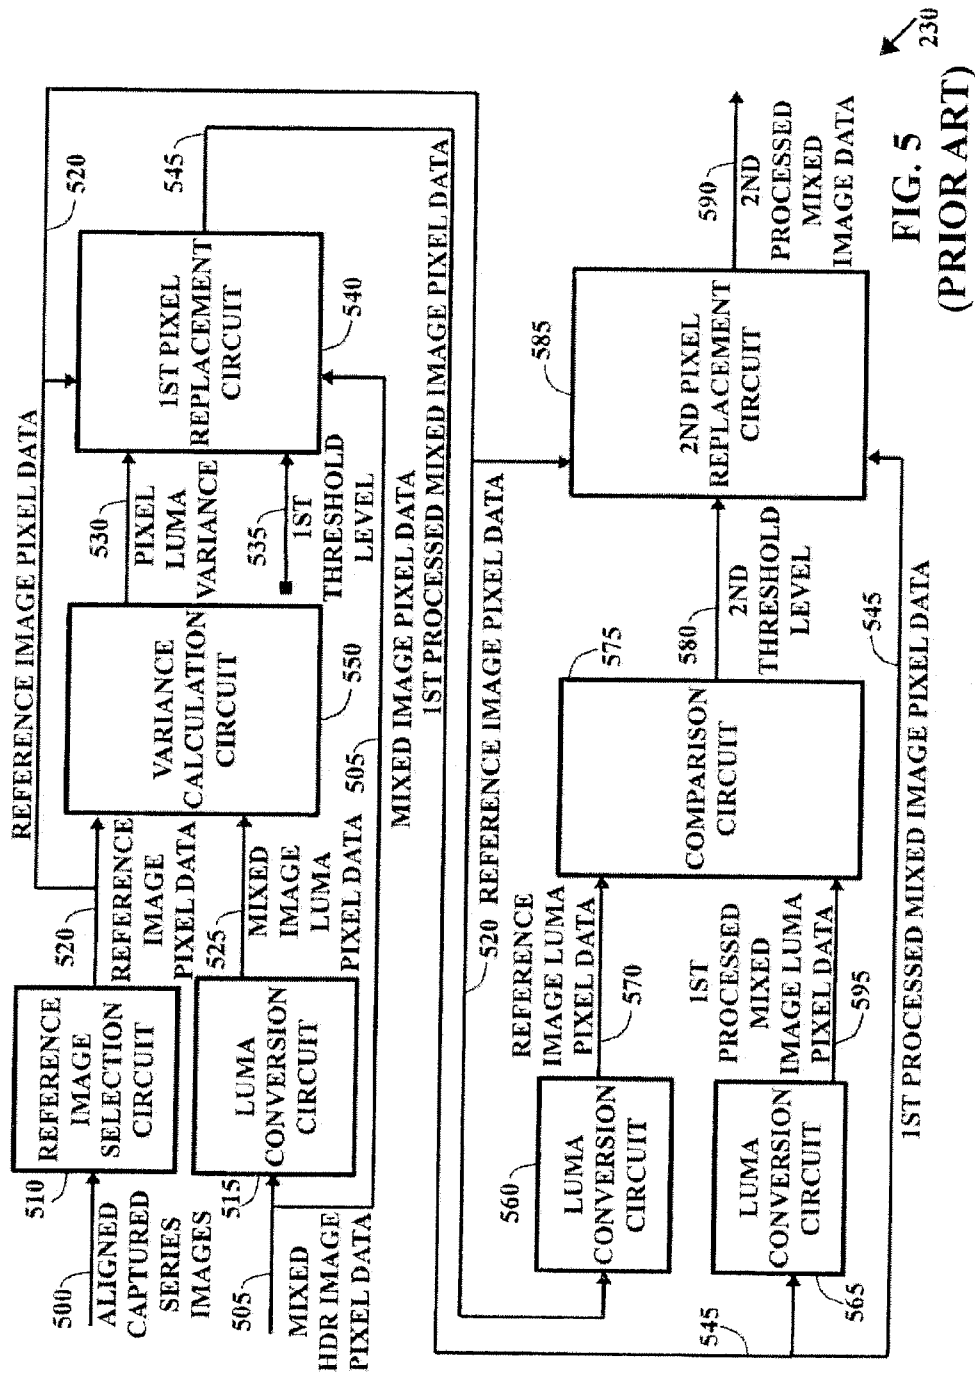 REFERENCE IMAGE PIXEL DATA
520
500
ALIGNED
CAPTURED
SERIES
IMAGES
510
REFERENCE
IMAGE
SELECTION
CIRCUIT
520
REFERENCE
IMAGE
PIXEL DATA
VARIANCE
CALCULATION
CIRCUIT
550
530
PIXEL
LUMA
VARIANCE
535
1ST
THRESHOLD
LEVEL
1ST PIXEL
REPLACEMENT
CIRCUIT
540
545
505
MIXED
HDR IMAGE
PIXEL DATA
515
LUMA
CONVERSION
CIRCUIT
525
MIXED
IMAGE
LUMA
PIXEL DATA
505
MIXED IMAGE PIXEL DATA
1ST PROCESSED MIXED IMAGE PIXEL DATA
520 REFERENCE IMAGE PIXEL DATA
560
LUMA
CONVERSION
CIRCUIT
REFERENCE
IMAGE LUMA
PIXEL DATA
570
545
565
LUMA
CONVERSION
CIRCUIT
1ST
PROCESSED
MIXED
IMAGE LUMA
PIXEL DATA
595
575
COMPARISON
CIRCUIT
580
2ND
THRESHOLD
LEVEL
585
2ND PIXEL
REPLACEMENT
CIRCUIT
590
2ND
PROCESSED
MIXED
IMAGE DATA
545
1ST PROCESSED MIXED IMAGE PIXEL DATA
FIG. 5
(PRIOR ART)
230